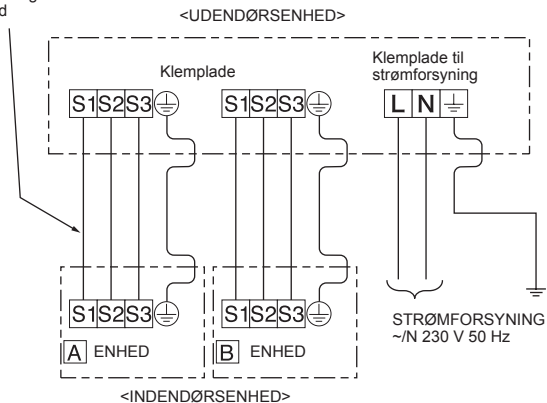 <UDENDØRSENHED>
Klemplade
Klemplade til
strømforsyning
S1 S2 S3
S1 S2 S3
L N
S1 S2 S3
S1 S2 S3
A ENHED
B ENHED
STRØMFORSYNING
~/N 230 V 50 Hz
<INDENDØRSENHED>